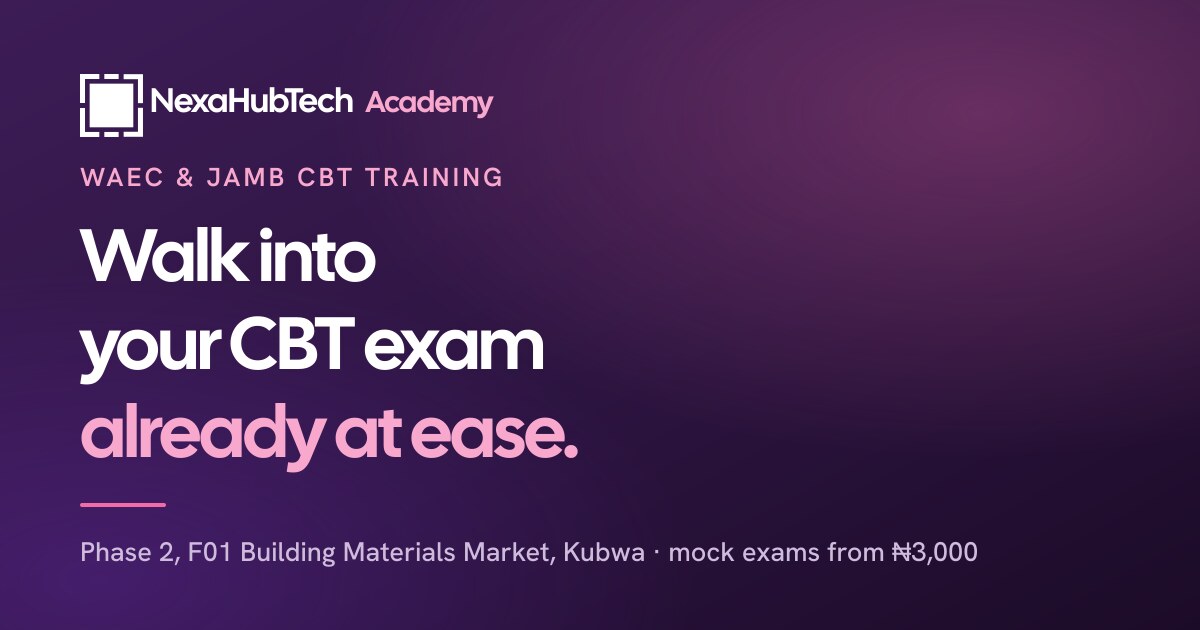 NexaHubTech Academy
WAEC & JAMB CBT TRAINING
Walk into
your CBT exam
already at ease.
Phase 2, F01 Building Materials Market, Kubwa · mock exams from ₦3,000